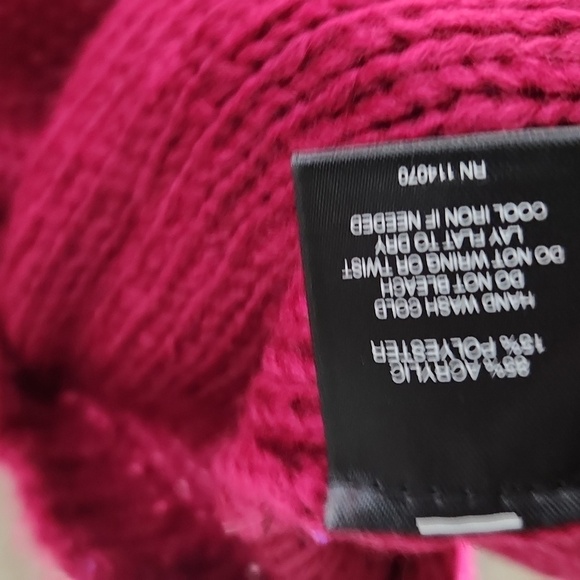 85% ACRYLIC
15% POLYESTER
HAND WASH COLD
DO NOT BLEACH
DO NOT WRING OR TWIST
LAY FLAT TO DRY
COOL IRON IF NEEDED
RN 114070